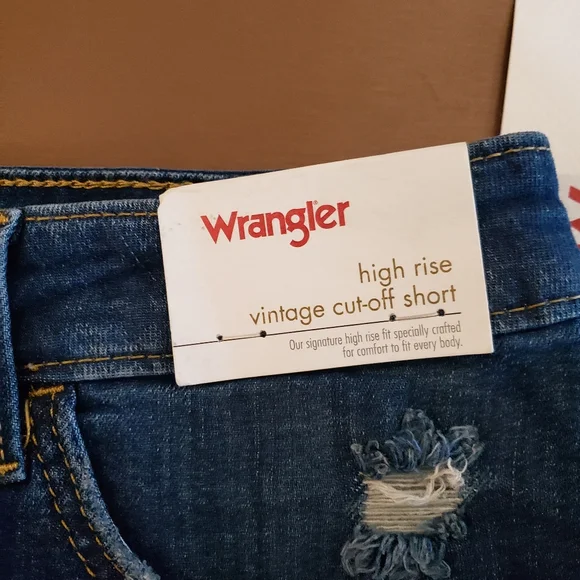 Wrangler
high rise
vintage cut-off short
Our signature high rise fit specially crafted
for comfort to fit every body.